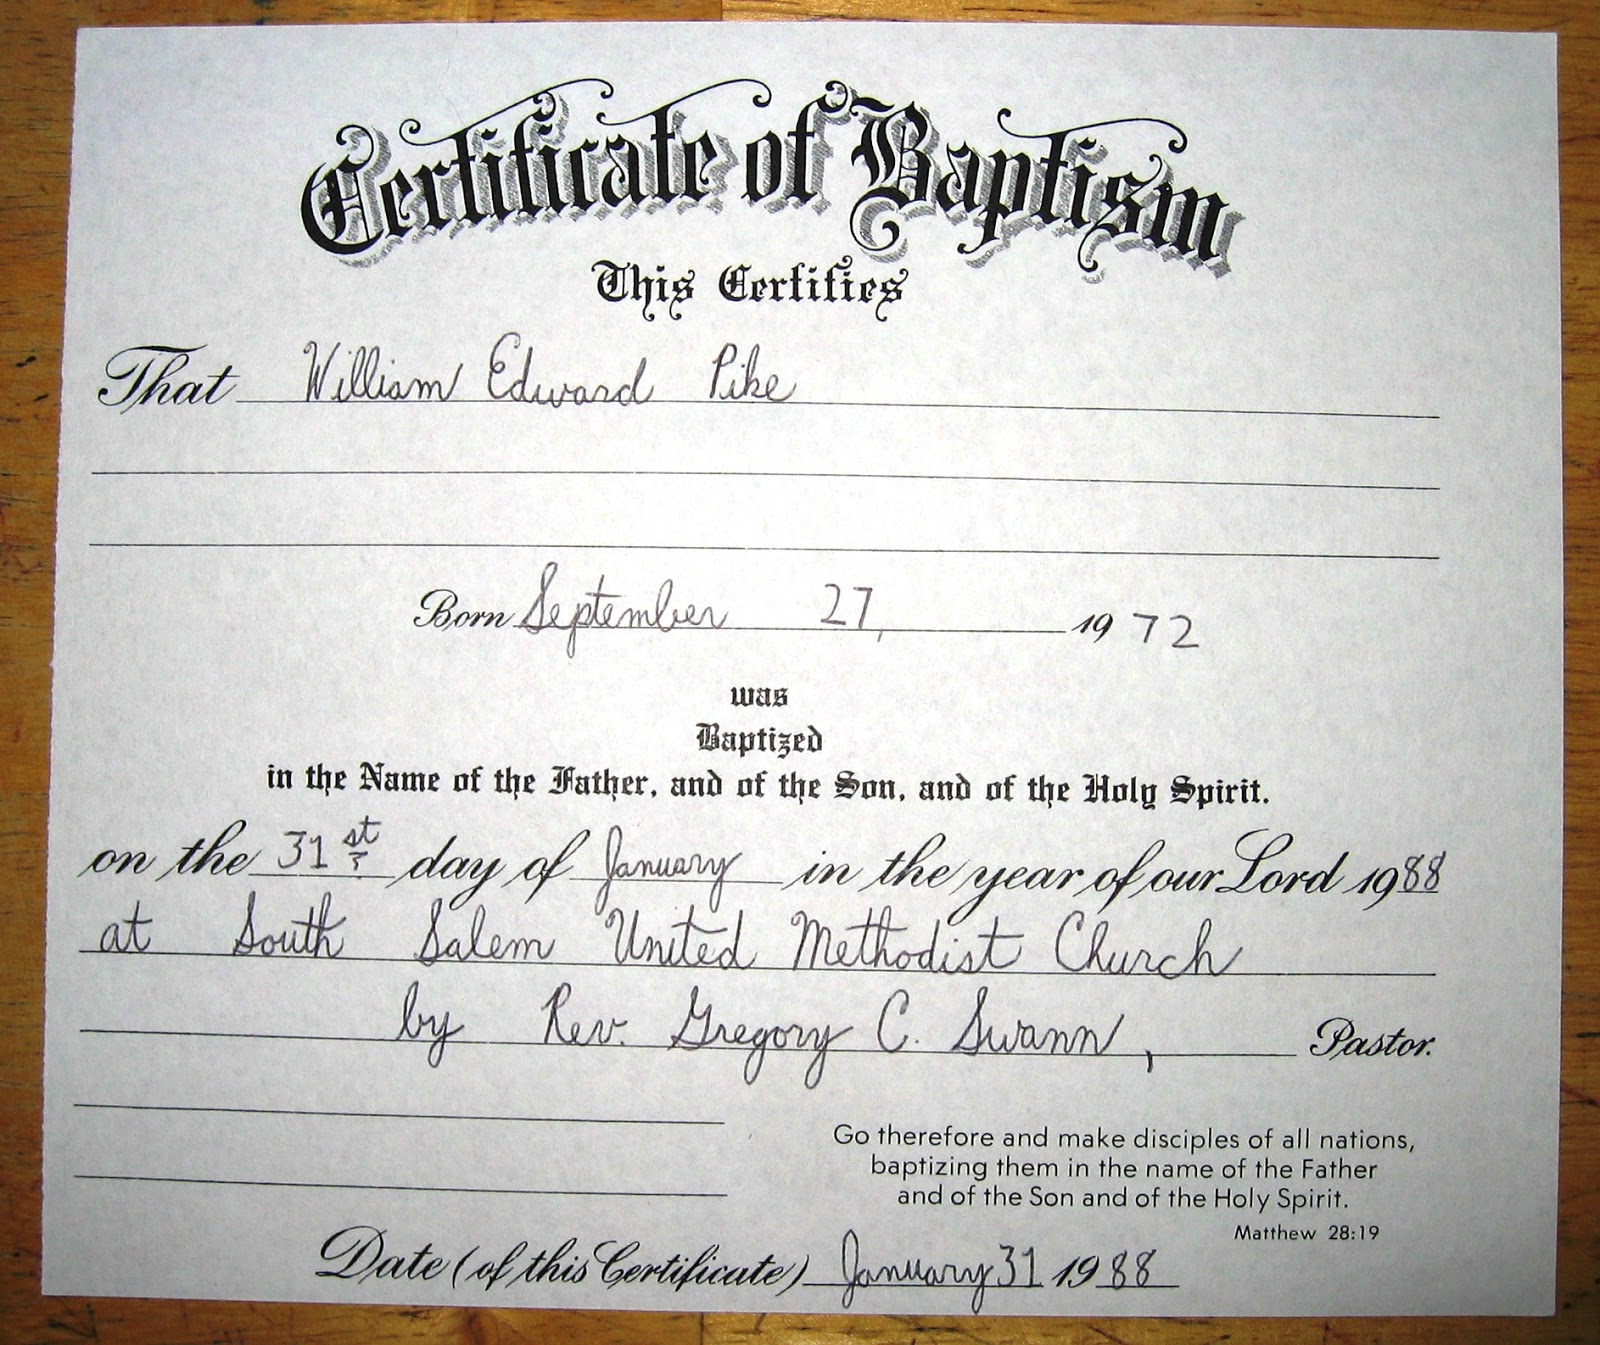 Certificate of Baptism
This Certifies
That William Edward Pike
Born September 27, 1972
was
Baptized
in the Name of the Father, and of the Son, and of the Holy Spirit.
on the 31st day of January in the year of our Lord 1988
at South Salem United Methodist Church
by Rev. Gregory C. Swann, Pastor.
Go therefore and make disciples of all nations,
baptizing them in the name of the Father
and of the Son and of the Holy Spirit.
Matthew 28:19
Date (of this Certificate) January 31 1988